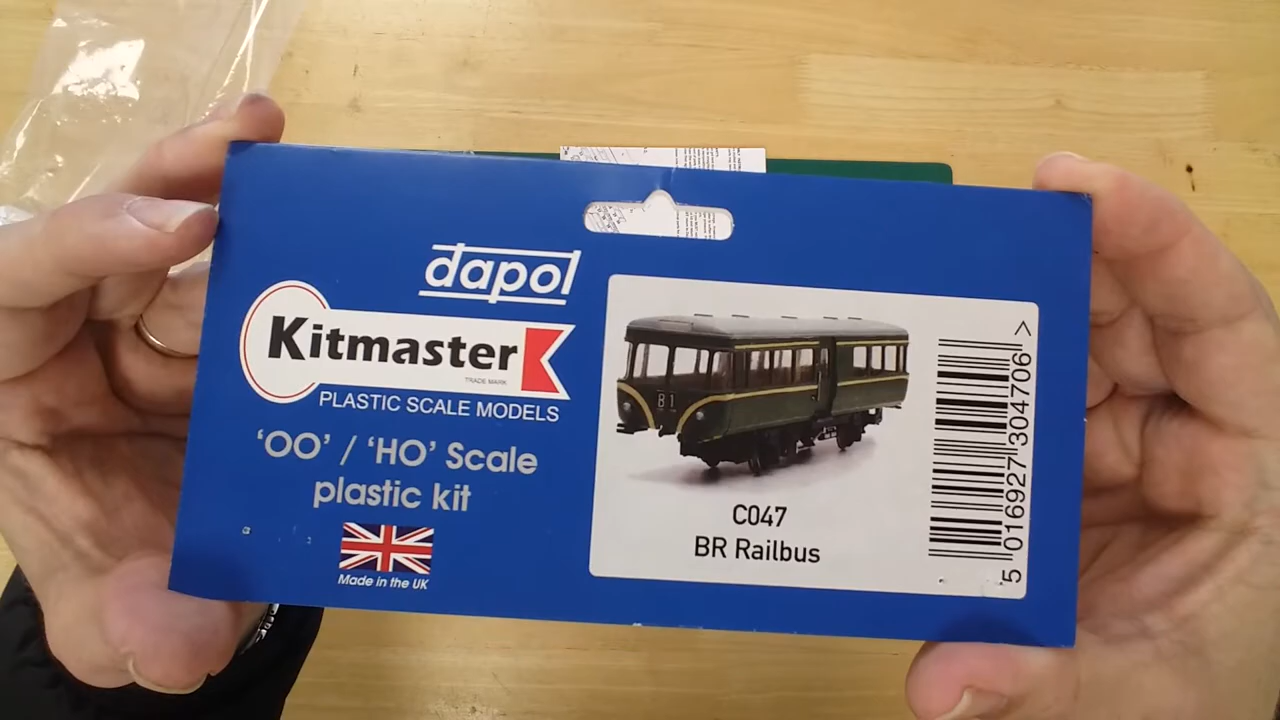 dapol
Kitmaster
TRADE MARK
PLASTIC SCALE MODELS
‘OO’ / ‘HO’ Scale
plastic kit
Made in the UK
B1
C047
BR Railbus
5 016927 304706 >